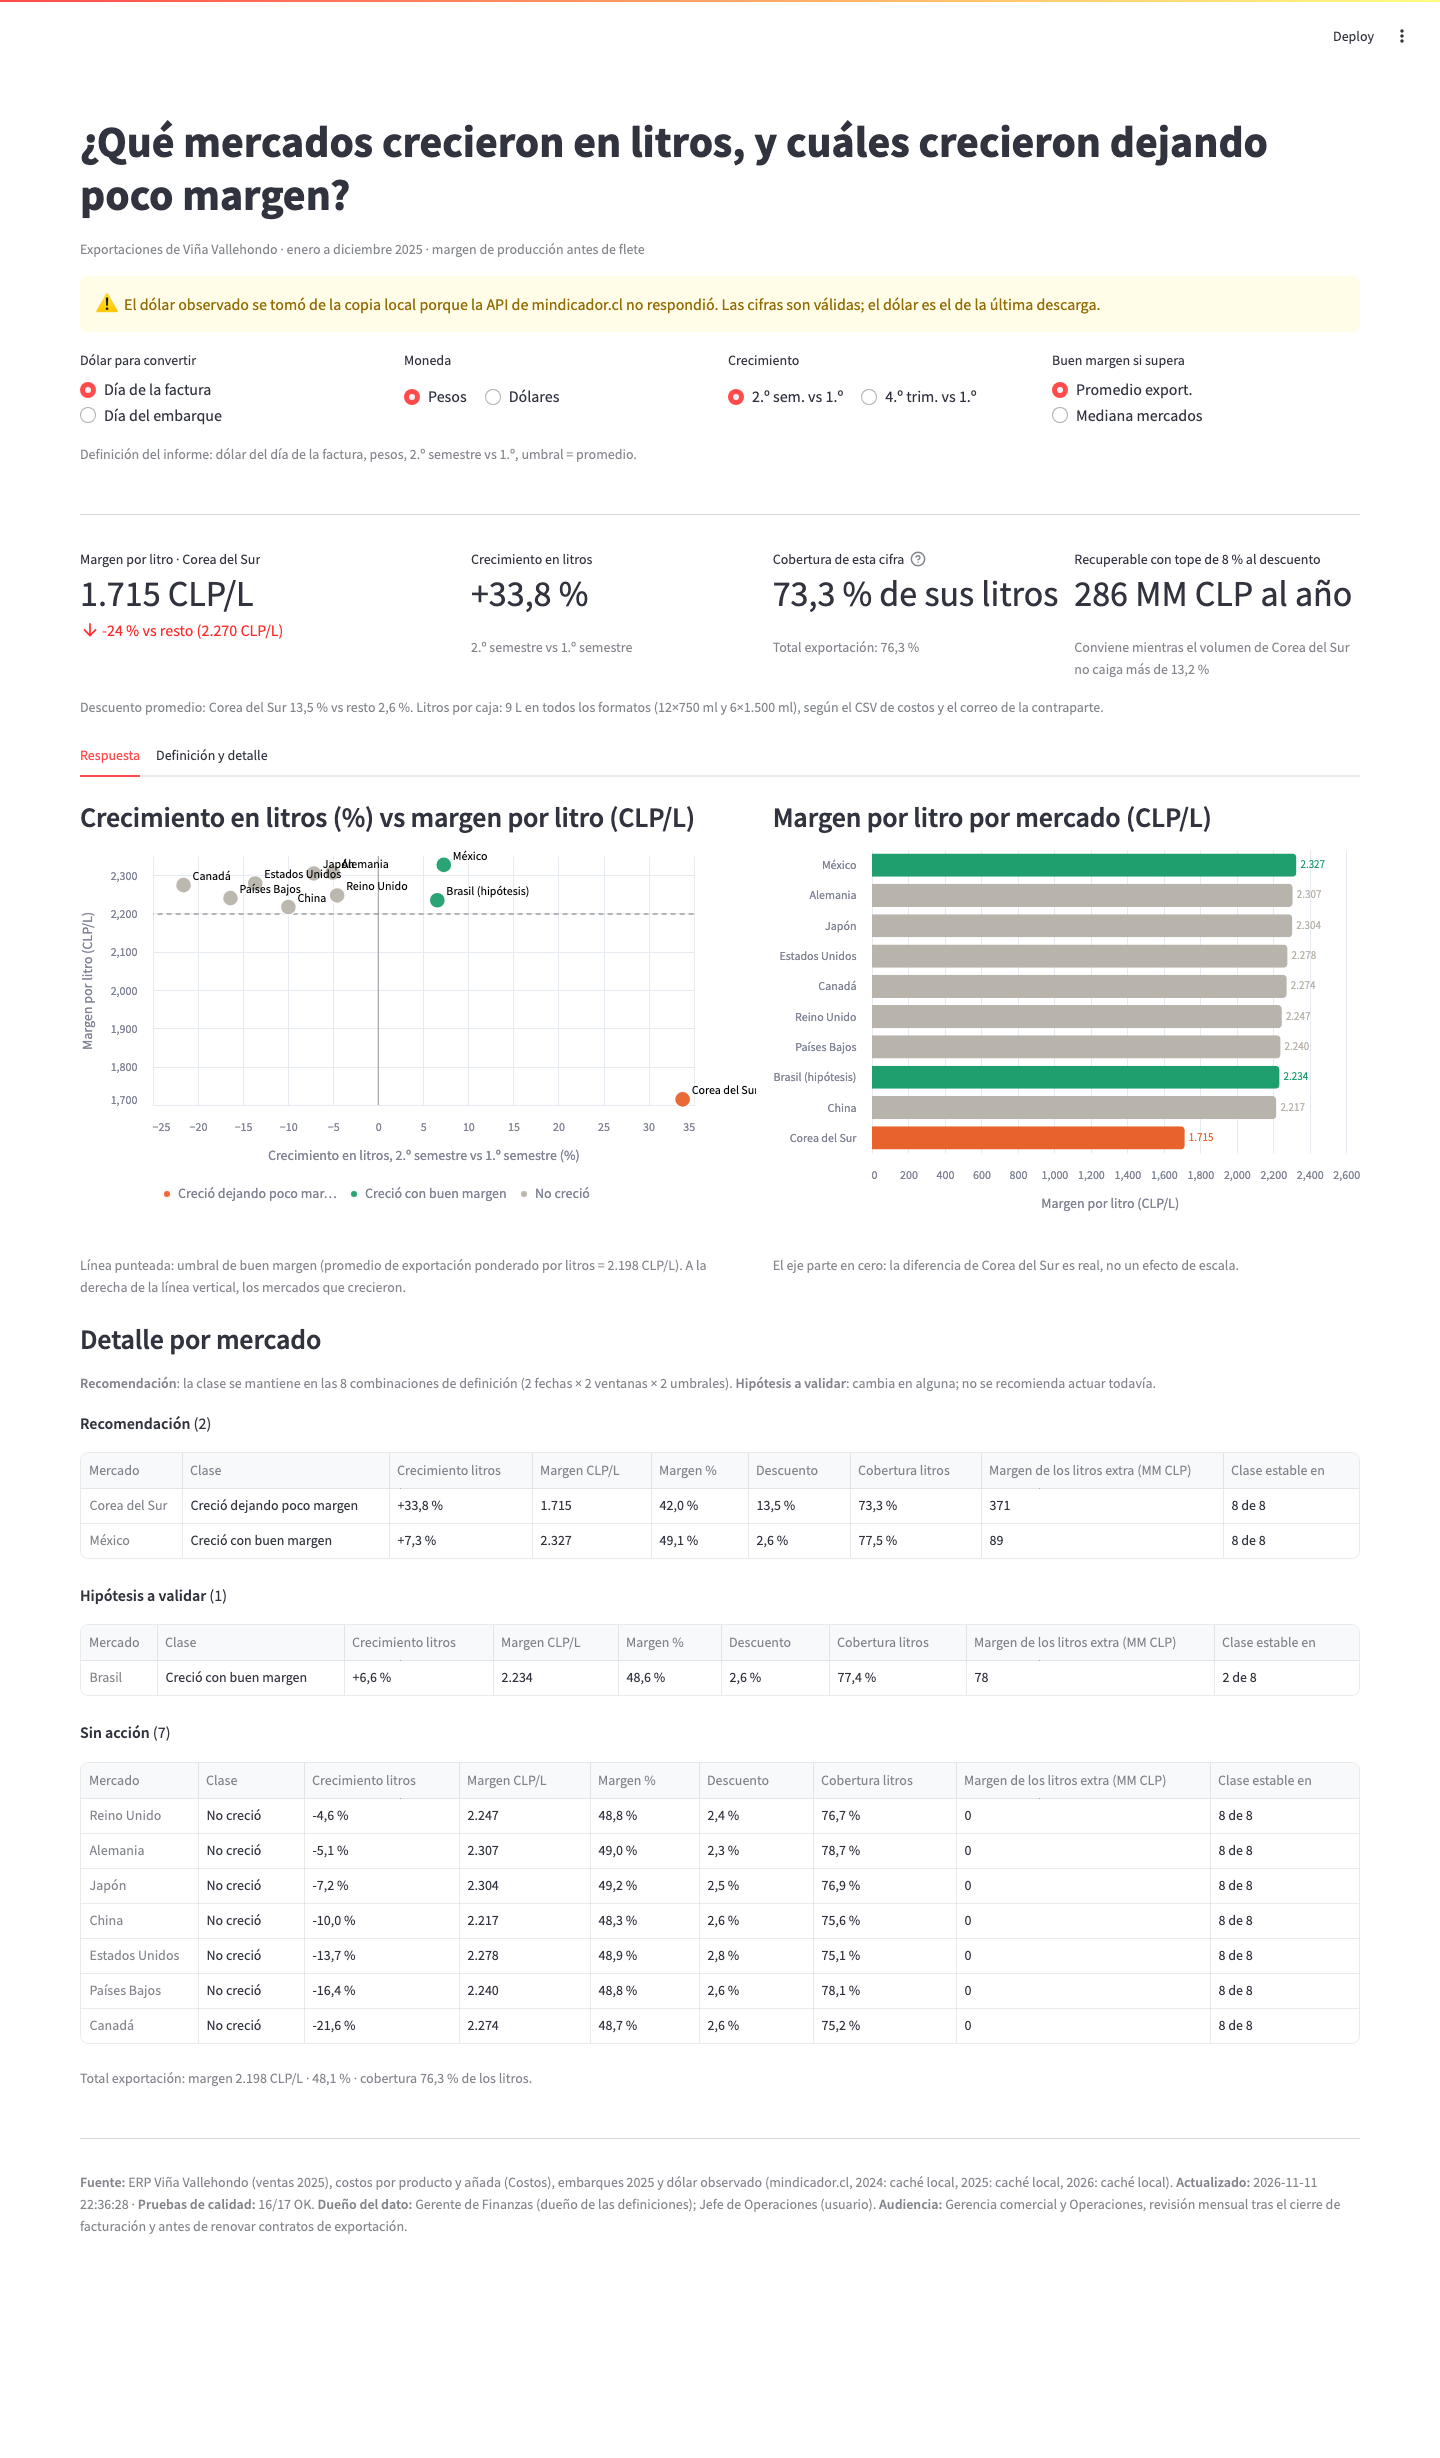 Deploy
¿Qué mercados crecieron en litros, y cuáles crecieron dejando
poco margen?
Exportaciones de Viña Vallehondo · enero a diciembre 2025 · margen de producción antes de flete
El dólar observado se tomó de la copia local porque la API de mindicador.cl no respondió. Las cifras son válidas; el dólar es el de la última descarga.
Dólar para convertir
Día de la factura
Día del embarque
Moneda
Pesos Dólares
Crecimiento
2.º sem. vs 1.º 4.º trim. vs 1.º
Buen margen si supera
Promedio export.
Mediana mercados
Definición del informe: dólar del día de la factura, pesos, 2.º semestre vs 1.º, umbral = promedio.
Margen por litro · Corea del Sur
1.715 CLP/L
-24 % vs resto (2.270 CLP/L)
Crecimiento en litros
+33,8 %
2.º semestre vs 1.º semestre
Cobertura de esta cifra
73,3 % de sus litros
Total exportación: 76,3 %
Recuperable con tope de 8 % al descuento
286 MM CLP al año
Conviene mientras el volumen de Corea del Sur
no caiga más de 13,2 %
Descuento promedio: Corea del Sur 13,5 % vs resto 2,6 %. Litros por caja: 9 L en todos los formatos (12×750 ml y 6×1.500 ml), según el CSV de costos y el correo de la contraparte.
Respuesta Definición y detalle
Crecimiento en litros (%) vs margen por litro (CLP/L)
Margen por litro (CLP/L)
2,300
2,200
2,100
2,000
1,900
1,800
1,700
Canadá
Países Bajos
Estados Unidos
China
Japón
Alemania
Reino Unido
México
Brasil (hipótesis)
Corea del Sur
−25 −20 −15 −10 −5 0 5 10 15 20 25 30 35
Crecimiento en litros, 2.º semestre vs 1.º semestre (%)
Creció dejando poco mar… Creció con buen margen No creció
Línea punteada: umbral de buen margen (promedio de exportación ponderado por litros = 2.198 CLP/L). A la
derecha de la línea vertical, los mercados que crecieron.
Margen por litro por mercado (CLP/L)
México 2.327
Alemania 2.307
Japón 2.304
Estados Unidos 2.278
Canadá 2.274
Reino Unido 2.247
Países Bajos 2.240
Brasil (hipótesis) 2.234
China 2.217
Corea del Sur 1.715
0 200 400 600 800 1,000 1,200 1,400 1,600 1,800 2,000 2,200 2,400 2,600
Margen por litro (CLP/L)
El eje parte en cero: la diferencia de Corea del Sur es real, no un efecto de escala.
Detalle por mercado
Recomendación: la clase se mantiene en las 8 combinaciones de definición (2 fechas × 2 ventanas × 2 umbrales). Hipótesis a validar: cambia en alguna; no se recomienda actuar todavía.
Recomendación (2)
Mercado Clase Crecimiento litros Margen CLP/L Margen % Descuento Cobertura litros Margen de los litros extra (MM CLP) Clase estable en
Corea del Sur Creció dejando poco margen +33,8 % 1.715 42,0 % 13,5 % 73,3 % 371 8 de 8
México Creció con buen margen +7,3 % 2.327 49,1 % 2,6 % 77,5 % 89 8 de 8
Hipótesis a validar (1)
Mercado Clase Crecimiento litros Margen CLP/L Margen % Descuento Cobertura litros Margen de los litros extra (MM CLP) Clase estable en
Brasil Creció con buen margen +6,6 % 2.234 48,6 % 2,6 % 77,4 % 78 2 de 8
Sin acción (7)
Mercado Clase Crecimiento litros Margen CLP/L Margen % Descuento Cobertura litros Margen de los litros extra (MM CLP) Clase estable en
Reino Unido No creció -4,6 % 2.247 48,8 % 2,4 % 76,7 % 0 8 de 8
Alemania No creció -5,1 % 2.307 49,0 % 2,3 % 78,7 % 0 8 de 8
Japón No creció -7,2 % 2.304 49,2 % 2,5 % 76,9 % 0 8 de 8
China No creció -10,0 % 2.217 48,3 % 2,6 % 75,6 % 0 8 de 8
Estados Unidos No creció -13,7 % 2.278 48,9 % 2,8 % 75,1 % 0 8 de 8
Países Bajos No creció -16,4 % 2.240 48,8 % 2,6 % 78,1 % 0 8 de 8
Canadá No creció -21,6 % 2.274 48,7 % 2,6 % 75,2 % 0 8 de 8
Total exportación: margen 2.198 CLP/L · 48,1 % · cobertura 76,3 % de los litros.
Fuente: ERP Viña Vallehondo (ventas 2025), costos por producto y añada (Costos), embarques 2025 y dólar observado (mindicador.cl, 2024: caché local, 2025: caché local, 2026: caché local). Actualizado: 2026-11-11
22:36:28 · Pruebas de calidad: 16/17 OK. Dueño del dato: Gerente de Finanzas (dueño de las definiciones); Jefe de Operaciones (usuario). Audiencia: Gerencia comercial y Operaciones, revisión mensual tras el cierre de
facturación y antes de renovar contratos de exportación.